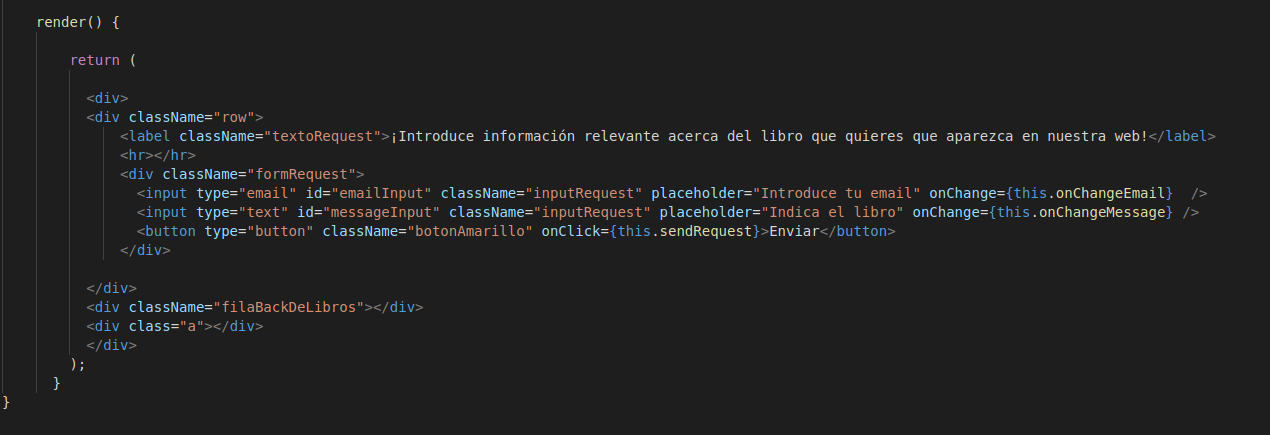 render() {
return (
<div>
<div className="row">
<label className="textoRequest">¡Introduce información relevante acerca del libro que quieres que aparezca en nuestra web!</label>
<hr></hr>
<div className="formRequest">
<input type="email" id="emailInput" className="inputRequest" placeholder="Introduce tu email" onChange={this.onChangeEmail}  />
<input type="text" id="messageInput" className="inputRequest" placeholder="Indica el libro" onChange={this.onChangeMessage} />
<button type="button" className="botonAmarillo" onClick={this.sendRequest}>Enviar</button>
</div>
</div>
<div className="filaBackDeLibros"></div>
<div class="a"></div>
</div>
);
}
}